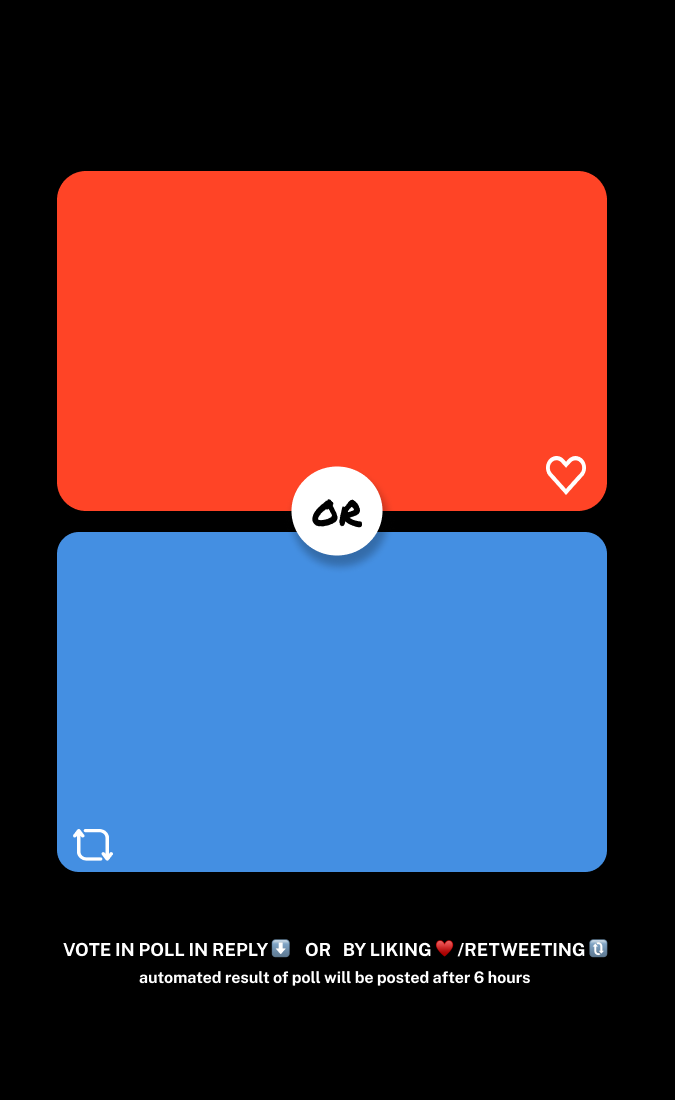 OR
VOTE IN POLL IN REPLY⬇️ OR BY LIKING❤️/RETWEETING🔃
automated result of poll will be posted after 6 hours